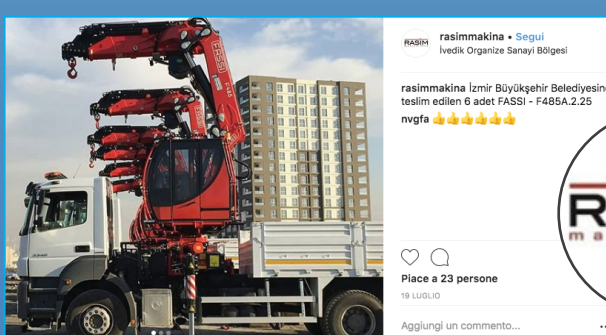 FASSI
F485
RASIM
rasimmakina • Segui
İvedik Organize Sanayi Bölgesi
rasimmakina İzmir Büyükşehir Belediyesine
teslim edilen 6 adet FASSI - F485A.2.25
nvgfa 👍👍👍👍👍👍
Piace a 23 persone
19 LUGLIO
Aggiungi un commento...